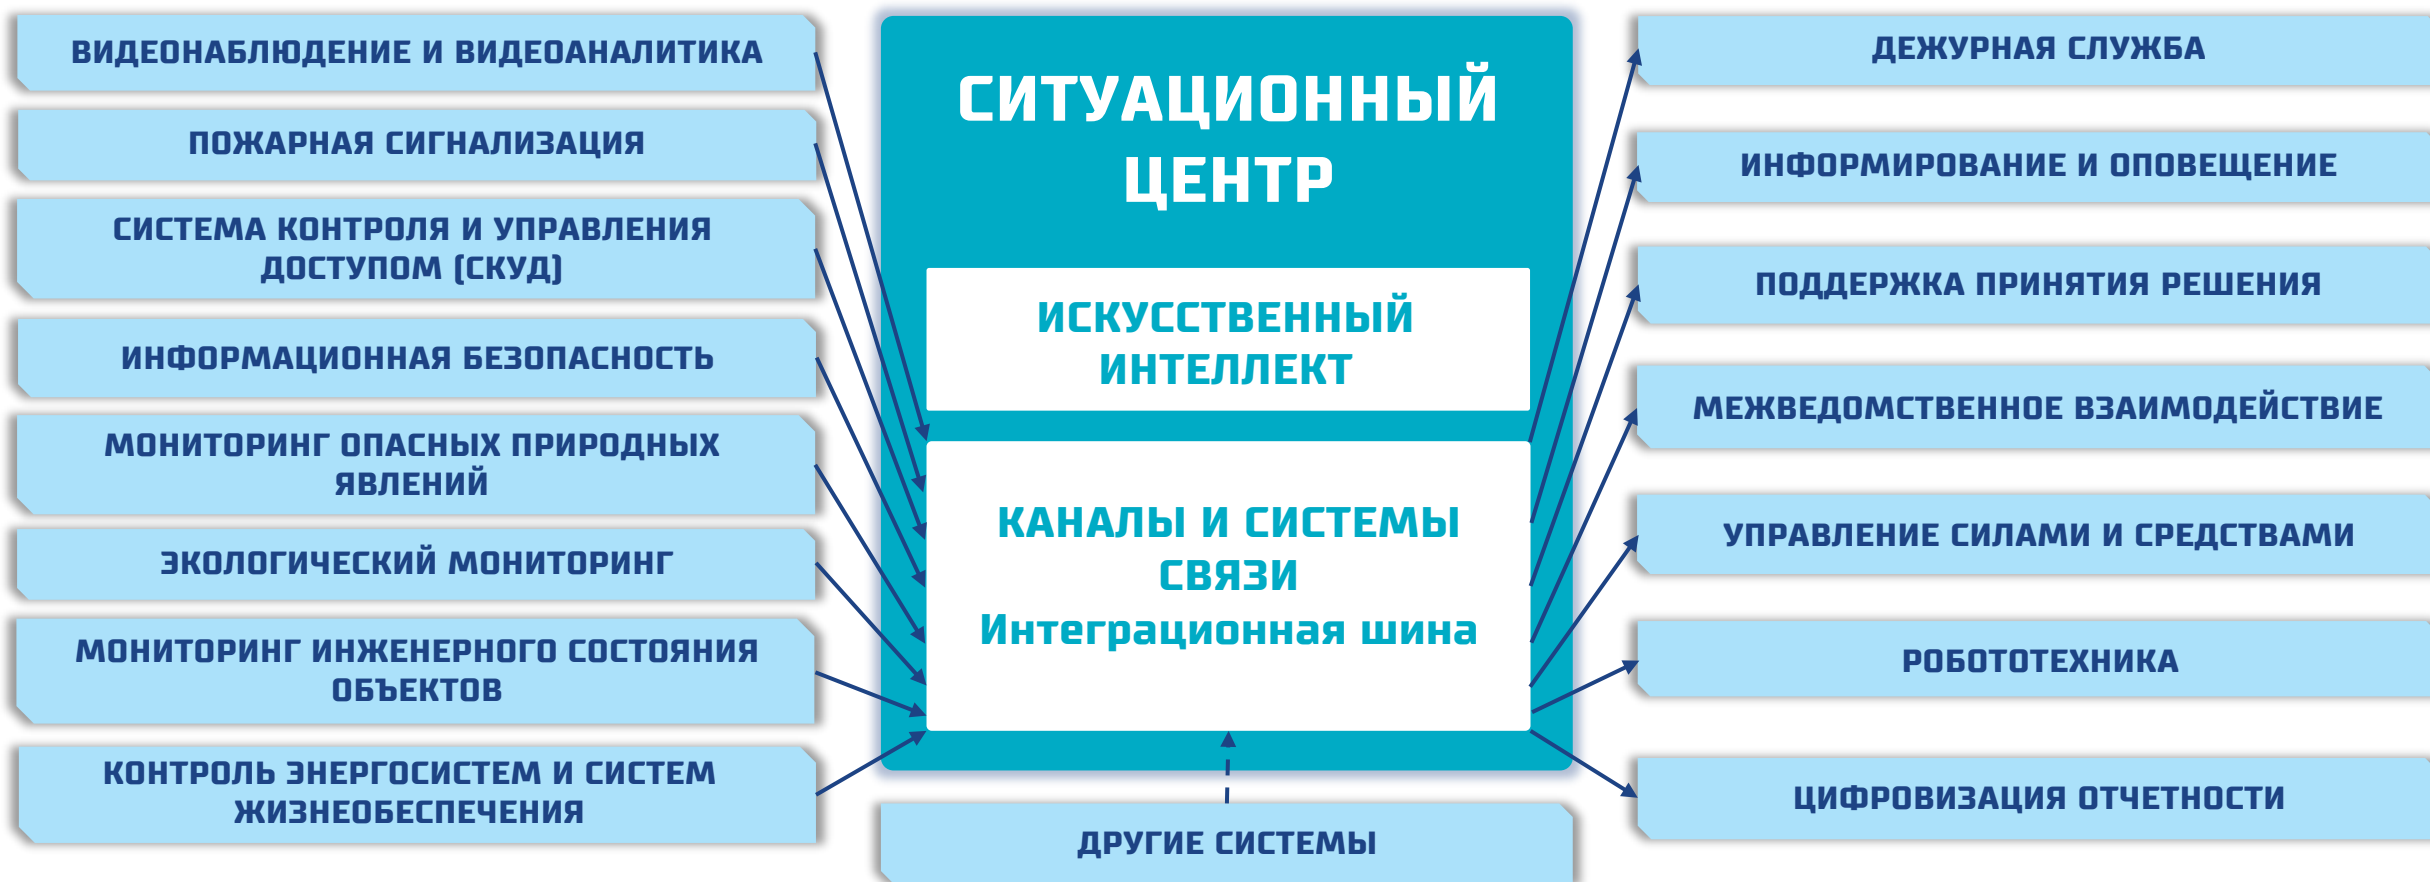 ВИДЕОНАБЛЮДЕНИЕ И ВИДЕОАНАЛИТИКА
ПОЖАРНАЯ СИГНАЛИЗАЦИЯ
СИСТЕМА КОНТРОЛЯ И УПРАВЛЕНИЯ
ДОСТУПОМ (СКУД)
ИНФОРМАЦИОННАЯ БЕЗОПАСНОСТЬ
МОНИТОРИНГ ОПАСНЫХ ПРИРОДНЫХ
ЯВЛЕНИЙ
ЭКОЛОГИЧЕСКИЙ МОНИТОРИНГ
МОНИТОРИНГ ИНЖЕНЕРНОГО СОСТОЯНИЯ
ОБЪЕКТОВ
КОНТРОЛЬ ЭНЕРГОСИСТЕМ И СИСТЕМ
ЖИЗНЕОБЕСПЕЧЕНИЯ
СИТУАЦИОННЫЙ
ЦЕНТР
ИСКУССТВЕННЫЙ
ИНТЕЛЛЕКТ
КАНАЛЫ И СИСТЕМЫ
СВЯЗИ
Интеграционная шина
ДРУГИЕ СИСТЕМЫ
ДЕЖУРНАЯ СЛУЖБА
ИНФОРМИРОВАНИЕ И ОПОВЕЩЕНИЕ
ПОДДЕРЖКА ПРИНЯТИЯ РЕШЕНИЯ
МЕЖВЕДОМСТВЕННОЕ ВЗАИМОДЕЙСТВИЕ
УПРАВЛЕНИЕ СИЛАМИ И СРЕДСТВАМИ
РОБОТОТЕХНИКА
ЦИФРОВИЗАЦИЯ ОТЧЕТНОСТИ